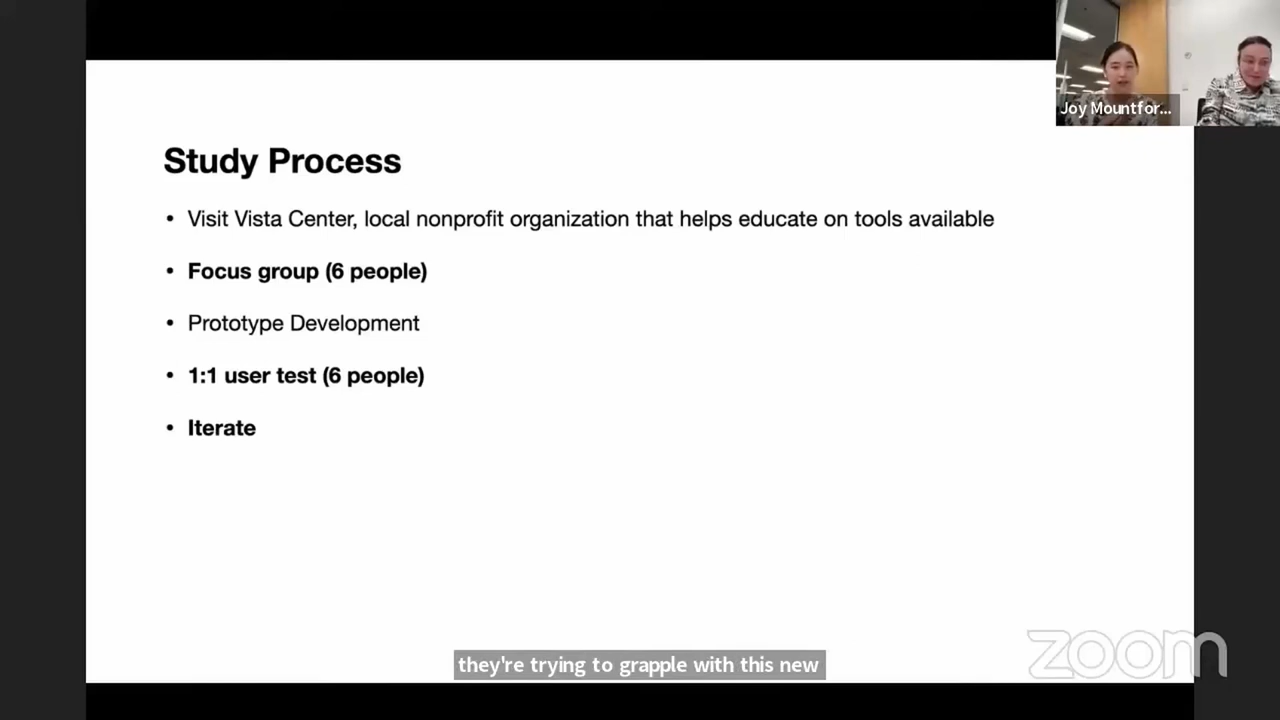 Joy Mountfor...
Study Process
• Visit Vista Center, local nonprofit organization that helps educate on tools available
• Focus group (6 people)
• Prototype Development
• 1:1 user test (6 people)
• Iterate
they're trying to grapple with this new
zoom